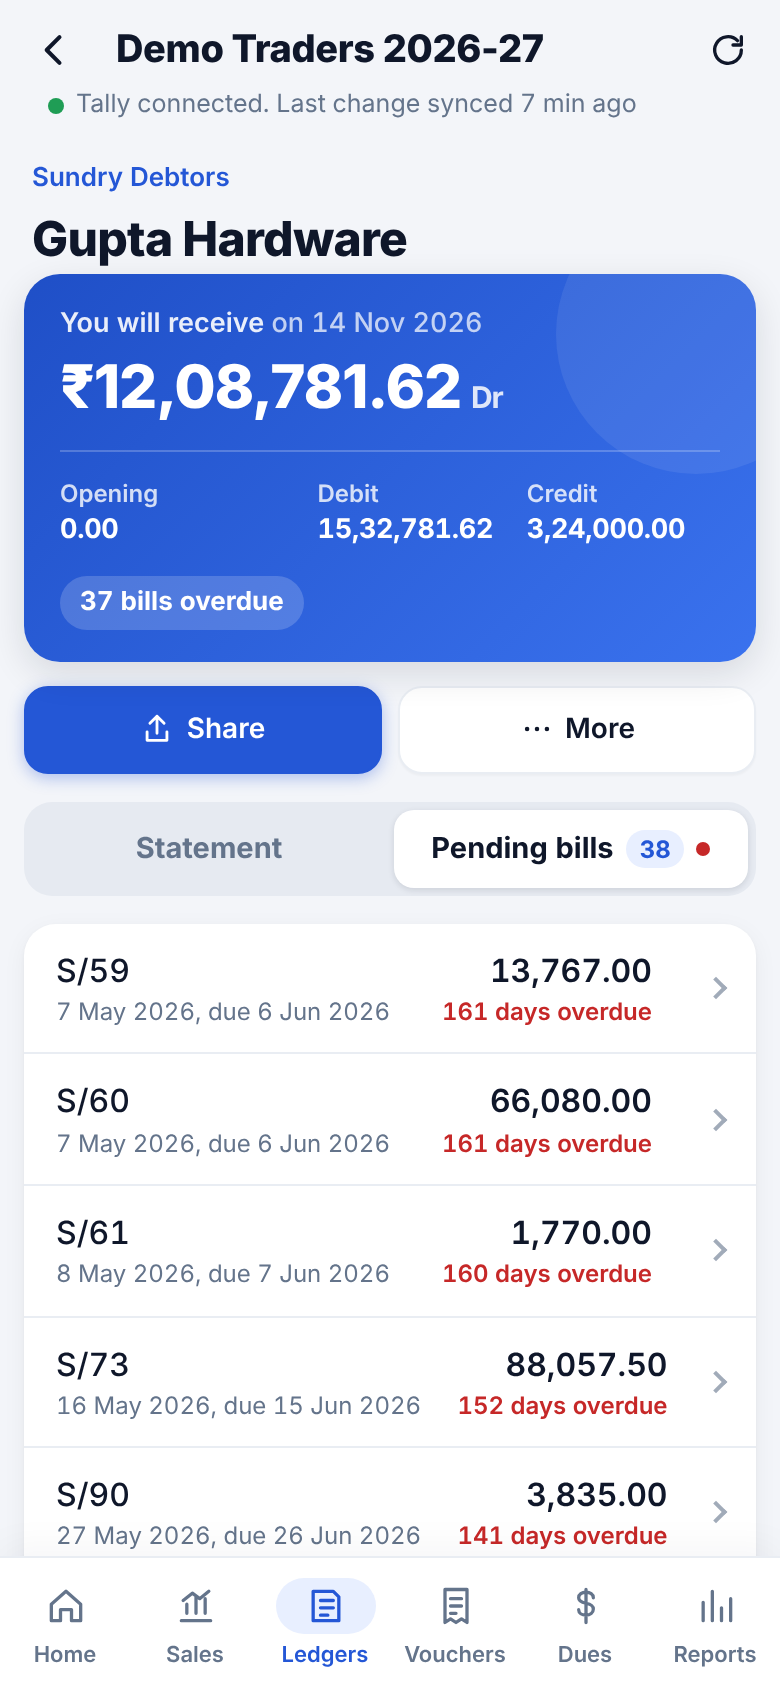 Demo Traders 2026-27
Tally connected. Last change synced 7 min ago
Sundry Debtors
Gupta Hardware
You will receive on 14 Nov 2026
₹12,08,781.62 Dr
Opening Debit Credit
0.00 15,32,781.62 3,24,000.00
37 bills overdue
Share ... More
Statement Pending bills 38
S/59 13,767.00
7 May 2026, due 6 Jun 2026 161 days overdue
S/60 66,080.00
7 May 2026, due 6 Jun 2026 161 days overdue
S/61 1,770.00
8 May 2026, due 7 Jun 2026 160 days overdue
S/73 88,057.50
16 May 2026, due 15 Jun 2026 152 days overdue
S/90 3,835.00
27 May 2026, due 26 Jun 2026 141 days overdue
Home Sales Ledgers Vouchers Dues Reports